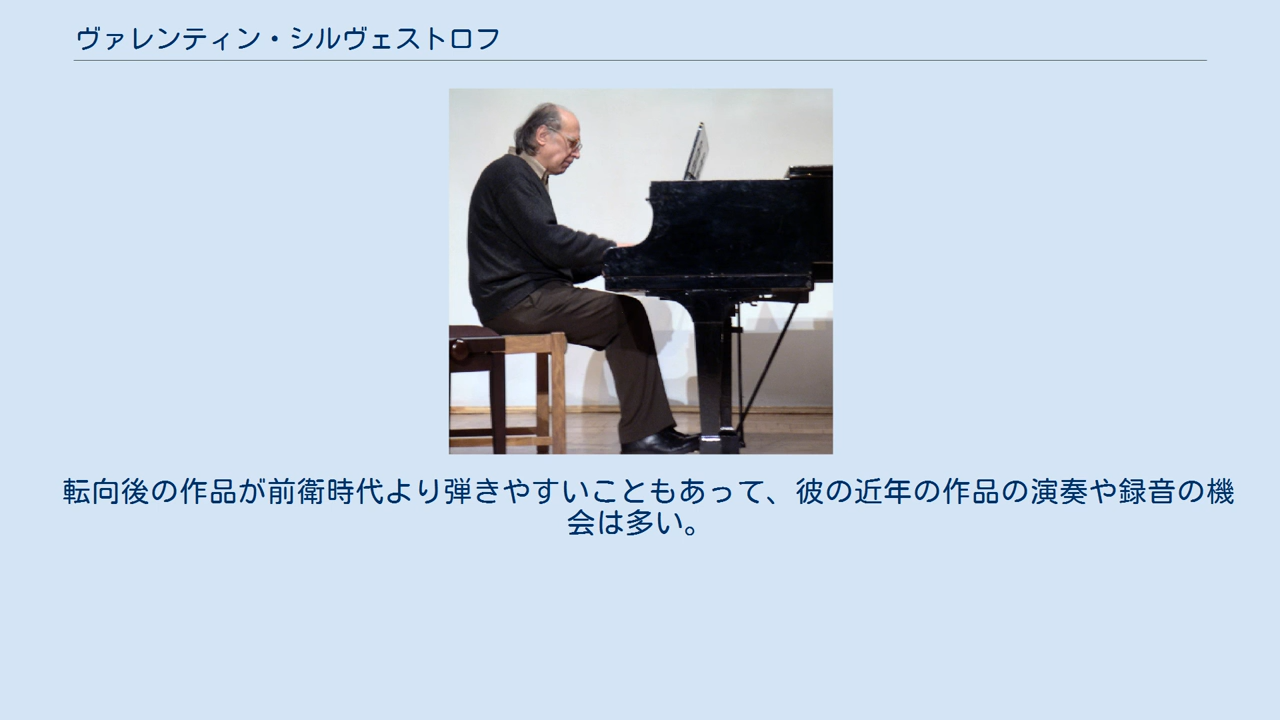 ヴァレンティン・シルヴェストロフ
転向後の作品が前衛時代より弾きやすいこともあって、彼の近年の作品の演奏や録音の機
会は多い。